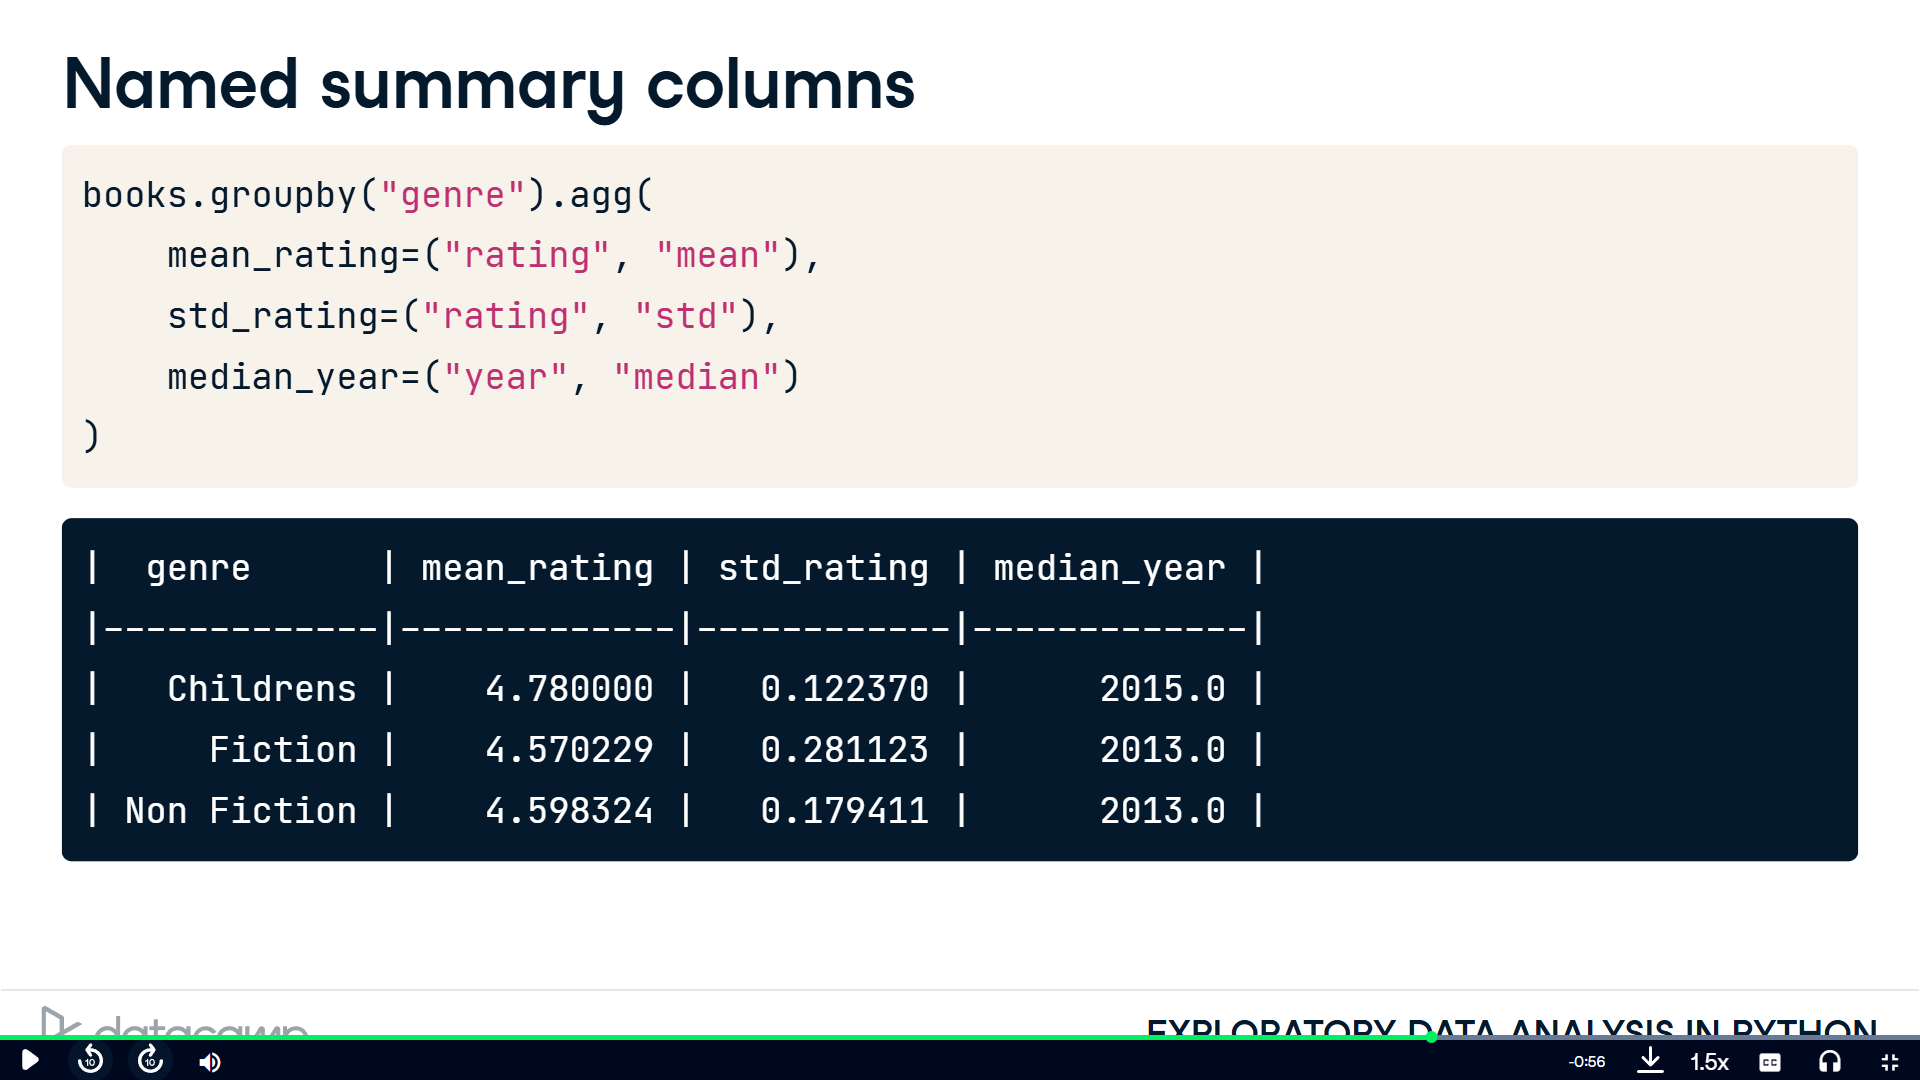 Named summary columns
books.groupby("genre").agg(
    mean_rating=("rating", "mean"),
    std_rating=("rating", "std"),
    median_year=("year", "median")
)
|  genre      | mean_rating | std_rating | median_year |
|-------------|-------------|------------|-------------|
|   Childrens |    4.780000 |   0.122370 |      2015.0 |
|     Fiction |    4.570229 |   0.281123 |      2013.0 |
| Non Fiction |    4.598324 |   0.179411 |      2013.0 |
datacamp
EXPLORATORY DATA ANALYSIS IN PYTHON
10 10 -0:56 1.5x CC